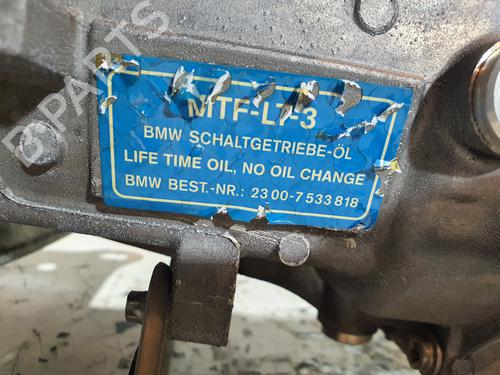 MTF-LT-3
BMW SCHALTGETRIEBE-ÖL
LIFE TIME OIL, NO OIL CHANGE
BMW BEST.-NR.: 23 00-7 533 818
B PARTS